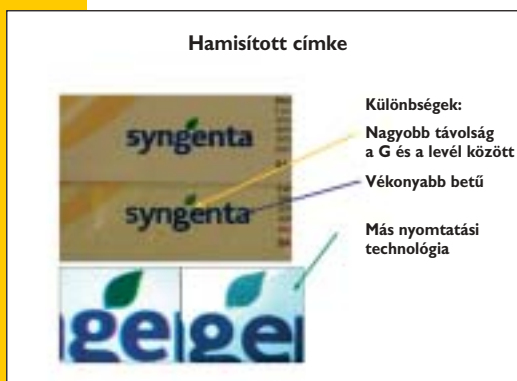 Hamisított címke
syngenta
syngenta
ge
ge
Különbségek:
Nagyobb távolság
a G és a levél között
Vékonyabb betű
Más nyomtatási
technológia